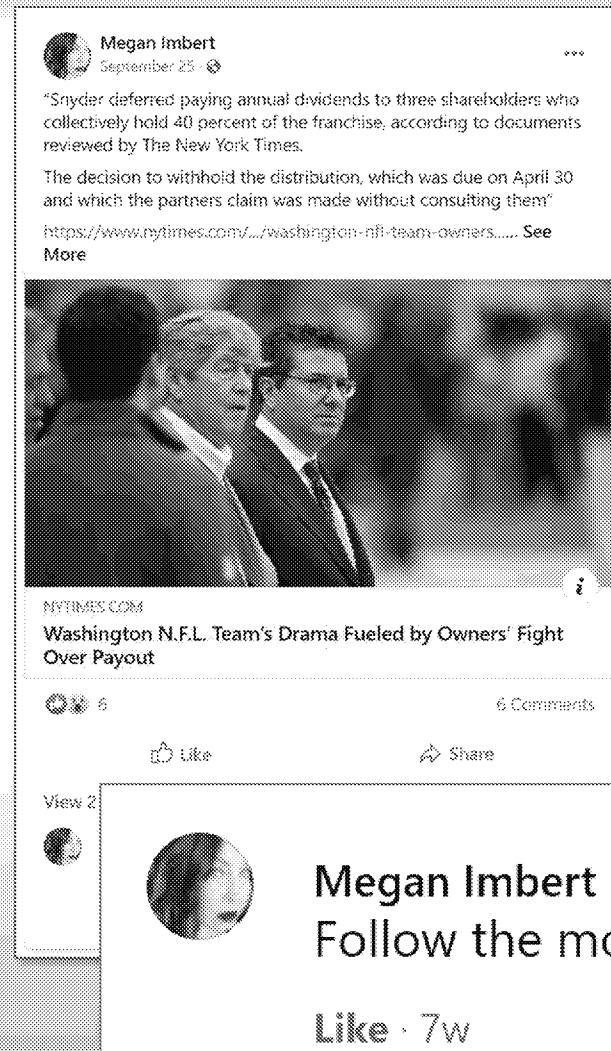 Megan Imbert
September 25 ·
"Snyder deferred paying annual dividends to three shareholders who
collectively hold 40 percent of the franchise, according to documents
reviewed by The New York Times.
The decision to withhold the distribution, which was due on April 30
and which the partners claim was made without consulting them"
https://www.nytimes.com/.../washington-nfl-team-owners...... See
More
i
NYTIMES.COM
Washington N.F.L. Team's Drama Fueled by Owners' Fight
Over Payout
6
6 Comments
Like
Share
View 2
Megan Imbert
Follow the mo
Like · 7w